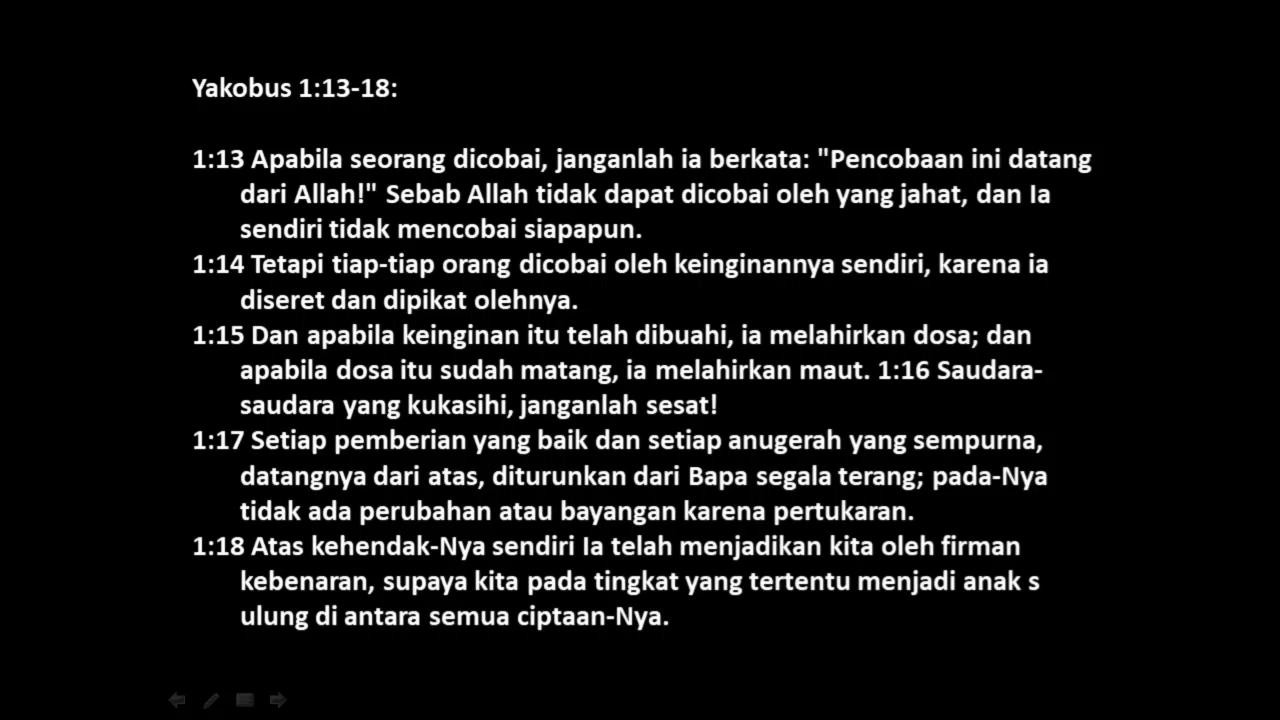 Yakobus 1:13-18:
1:13 Apabila seorang dicobai, janganlah ia berkata: "Pencobaan ini datang
dari Allah!" Sebab Allah tidak dapat dicobai oleh yang jahat, dan Ia
sendiri tidak mencobai siapapun.
1:14 Tetapi tiap-tiap orang dicobai oleh keinginannya sendiri, karena ia
diseret dan dipikat olehnya.
1:15 Dan apabila keinginan itu telah dibuahi, ia melahirkan dosa; dan
apabila dosa itu sudah matang, ia melahirkan maut. 1:16 Saudara-
saudara yang kukasihi, janganlah sesat!
1:17 Setiap pemberian yang baik dan setiap anugerah yang sempurna,
datangnya dari atas, diturunkan dari Bapa segala terang; pada-Nya
tidak ada perubahan atau bayangan karena pertukaran.
1:18 Atas kehendak-Nya sendiri Ia telah menjadikan kita oleh firman
kebenaran, supaya kita pada tingkat yang tertentu menjadi anak s
ulung di antara semua ciptaan-Nya.